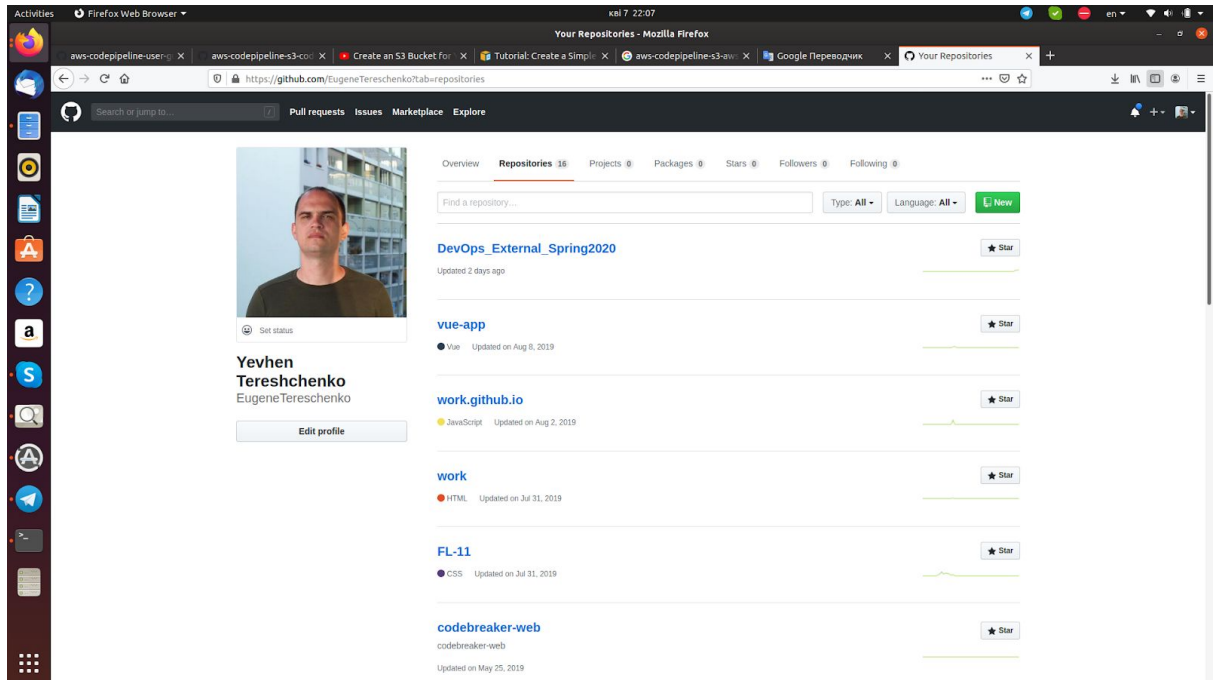 Activities Firefox Web Browser кві 7 22:07 en
Your Repositories - Mozilla Firefox
aws-codepipeline-user-g aws-codepipeline-s3-cod Create an S3 Bucket for Tutorial: Create a Simple aws-codepipeline-s3-aws Google Переводчик Your Repositories
https://github.com/EugeneTereschenko?tab=repositories
Search or jump to... / Pull requests Issues Marketplace Explore
Overview Repositories 16 Projects 0 Packages 0 Stars 0 Followers 0 Following 0
Find a repository… Type: All Language: All New
DevOps_External_Spring2020 Star
Updated 2 days ago
vue-app Star
Vue Updated on Aug 8, 2019
Set status
Yevhen
Tereshchenko
EugeneTereschenko
Edit profile
work.github.io Star
JavaScript Updated on Aug 2, 2019
work Star
HTML Updated on Jul 31, 2019
FL-11 Star
CSS Updated on Jul 31, 2019
codebreaker-web Star
codebreaker-web
Updated on May 25, 2019